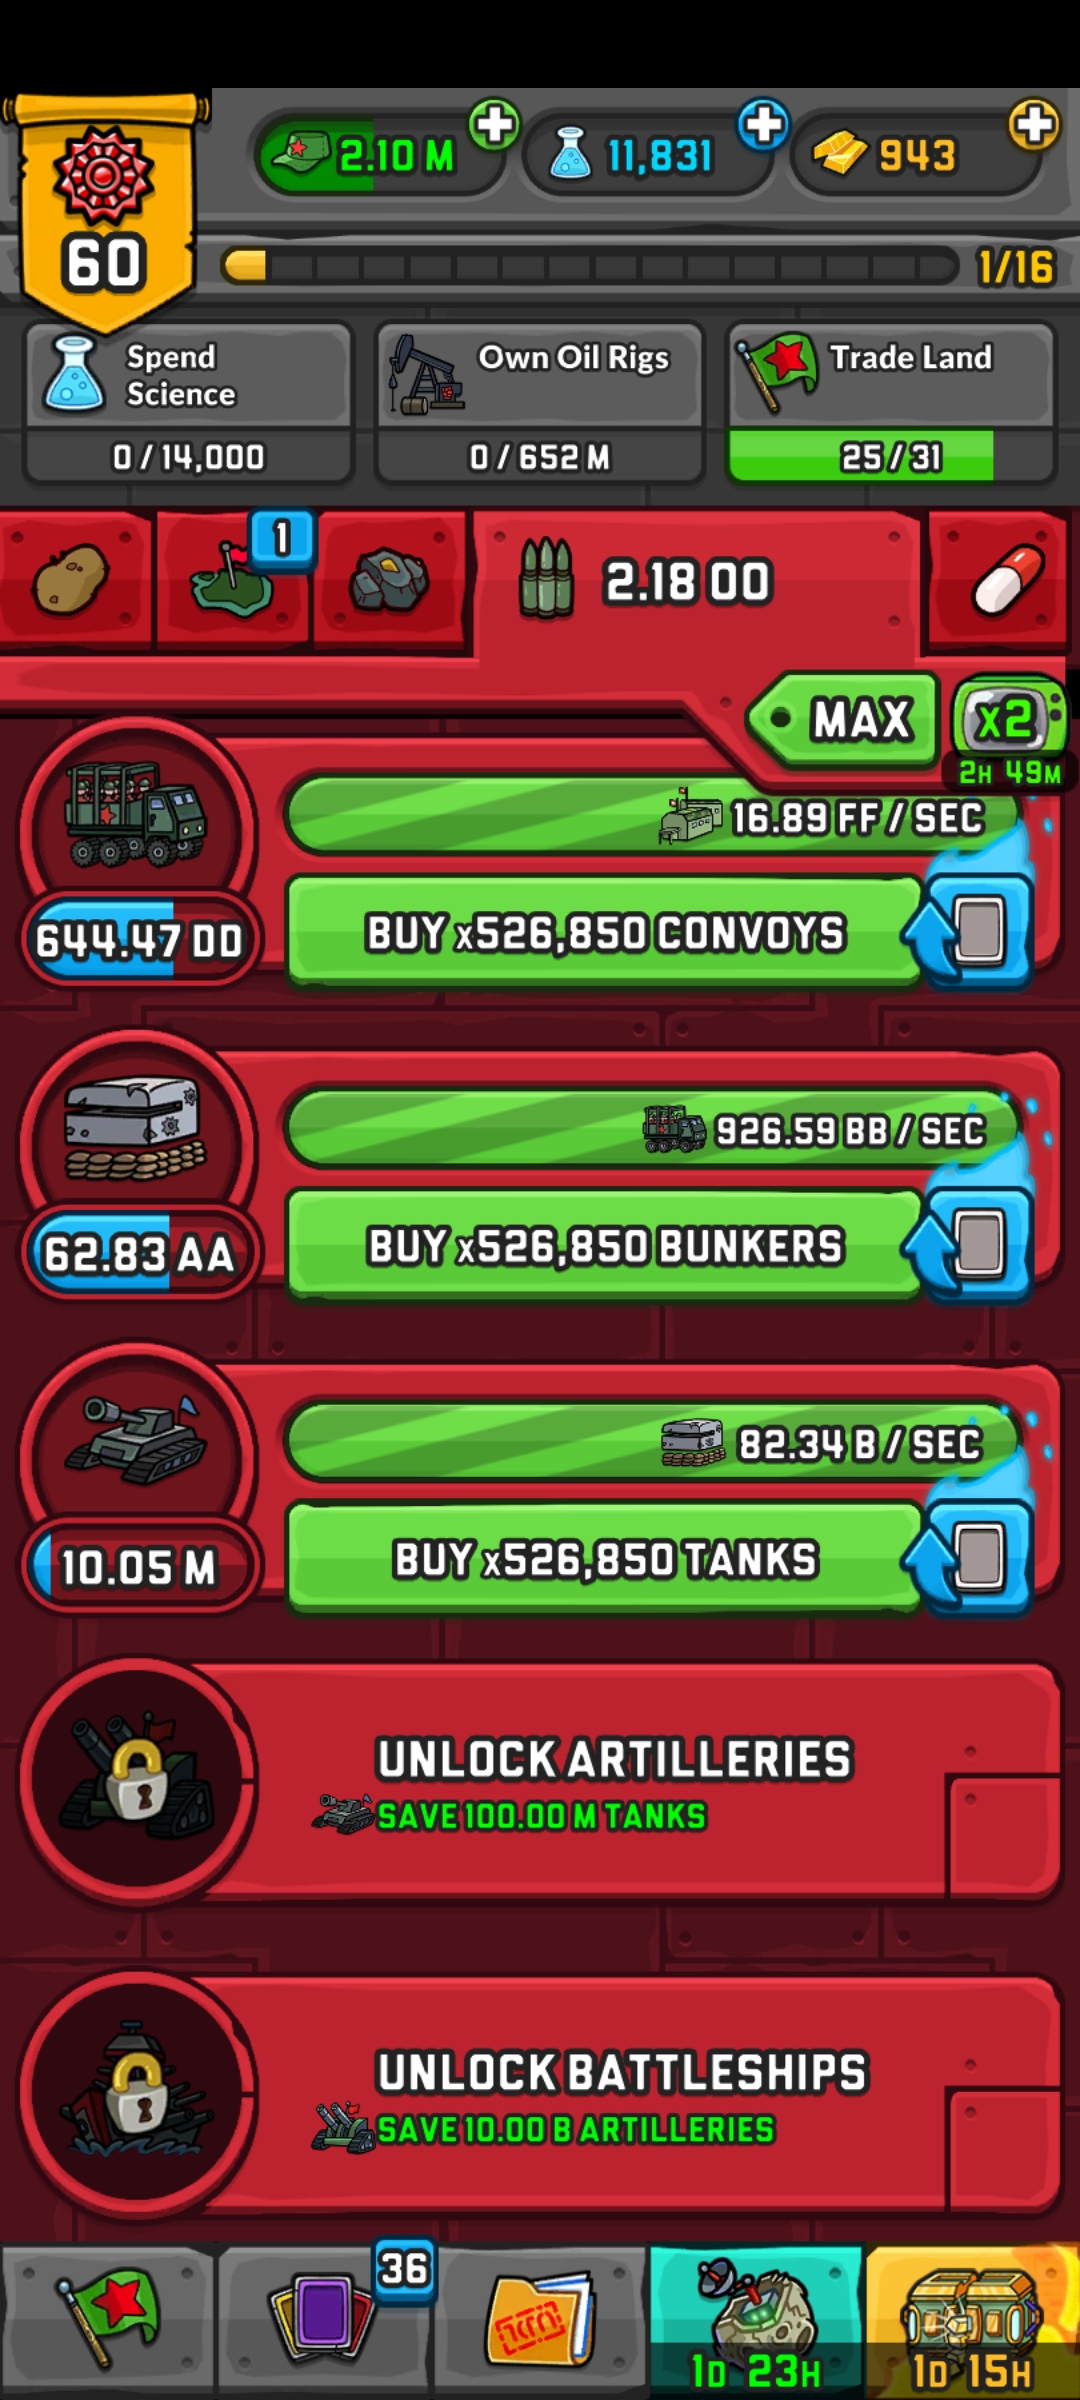 60
2.10 M
11,831
943
1/16
Spend
Science
0/14,000
Own Oil Rigs
0/652 M
Trade Land
25/31
1
2.18 OO
MAX
x2
2H 49M
16.89 FF / SEC
644.47 DD
BUY x526,850 CONVOYS
926.59 BB / SEC
62.83 AA
BUY x526,850 BUNKERS
82.34 B / SEC
10.05 M
BUY x526,850 TANKS
UNLOCK ARTILLERIES
SAVE 100.00 M TANKS
UNLOCK BATTLESHIPS
SAVE 10.00 B ARTILLERIES
36
1D 23H
1D 15H